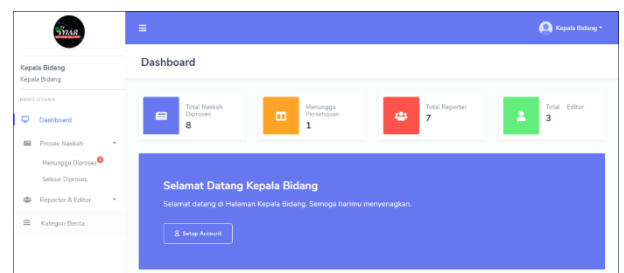 SYIAR
Kepala Bidang
Kepala Bidang
Kepala Bidang
MENU UTAMA
Dashboard
Proses Naskah
Menunggu Diproses
Selesai Diproses
Reporter & Editor
Kategori Berita
Dashboard
Total Naskah
Diproses
8
Menunggu
Persetujuan
1
Total Reporter
7
Total Editor
3
Selamat Datang Kepala Bidang
Selamat datang di Halaman Kepala Bidang. Semoga harimu menyenagkan.
Setup Account